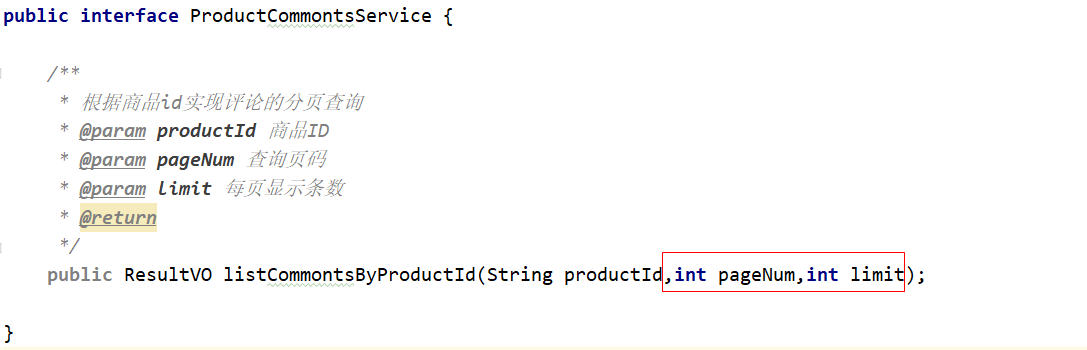 public interface ProductCommontsService {
/**
* 根据商品id实现评论的分页查询
* @param productId 商品ID
* @param pageNum 查询页码
* @param limit 每页显示条数
* @return
*/
public ResultVO listCommontsByProductId(String productId,int pageNum,int limit);
}